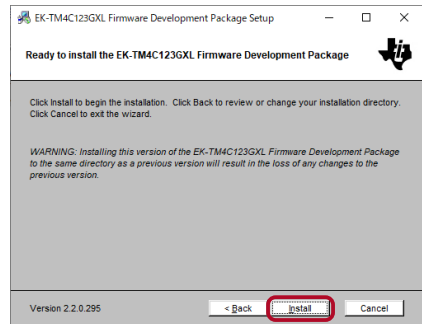 EK-TM4C123GXL Firmware Development Package Setup
Ready to install the EK-TM4C123GXL Firmware Development Package
Click Install to begin the installation. Click Back to review or change your installation directory.
Click Cancel to exit the wizard.
WARNING: Installing this version of the EK-TM4C123GXL Firmware Development Package
to the same directory as a previous version will result in the loss of any changes to the
previous version.
Version 2.2.0.295
< Back
Install
Cancel